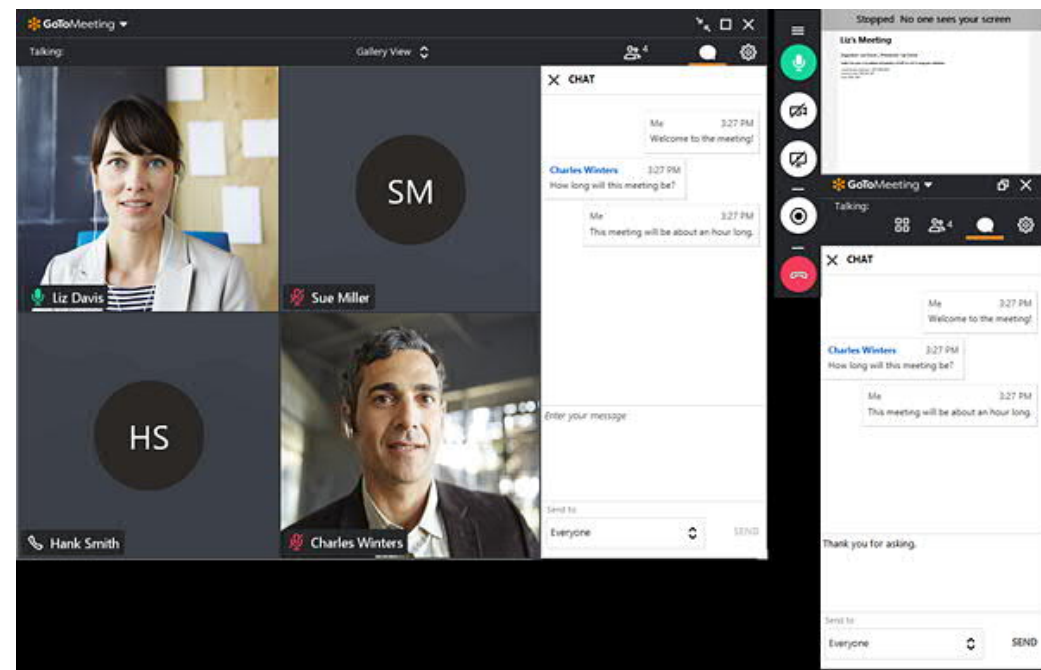 GoToMeeting
Talking:
Gallery View
4
CHAT
Me 3:27 PM
Welcome to the meeting!
Charles Winters 3:27 PM
How long will this meeting be?
Me 3:27 PM
This meeting will be about an hour long.
SM
Liz Davis
Sue Miller
HS
Hank Smith
Charles Winters
Enter your message
Send to
Everyone
SEND
Stopped No one sees your screen
Liz's Meeting
GoToMeeting
Talking:
4
CHAT
Me 3:27 PM
Welcome to the meeting!
Charles Winters 3:27 PM
How long will this meeting be?
Me 3:27 PM
This meeting will be about an hour long.
Thank you for asking.
Send to
Everyone
SEND